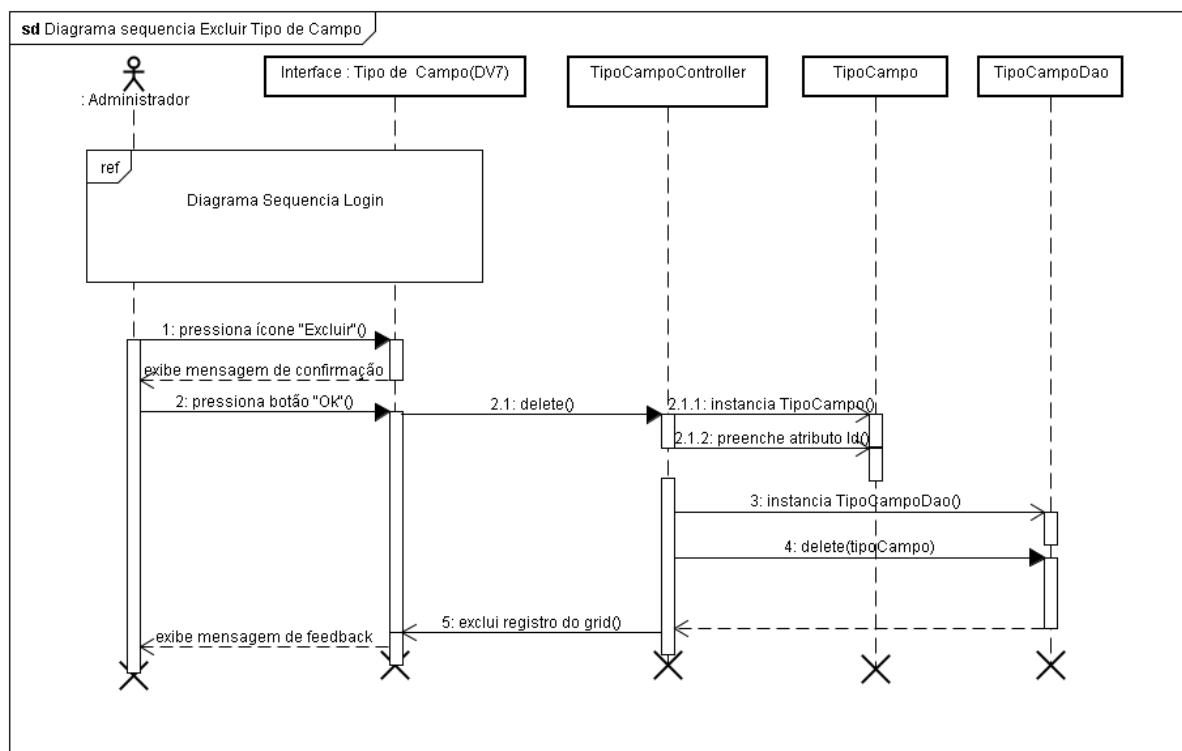 sd Diagrama sequencia Excluir Tipo de Campo
: Administrador
Interface : Tipo de Campo(DV7)
TipoCampoController
TipoCampo
TipoCampoDao
ref
Diagrama Sequencia Login
1: pressiona ícone "Excluir"()
exibe mensagem de confirmação
2: pressiona botão "Ok"()
2.1: delete()
2.1.1: instancia TipoCampo()
2.1.2: preenche atributo Id()
3: instancia TipoCampoDao()
4: delete(tipoCampo)
5: exclui registro do grid()
exibe mensagem de feedback